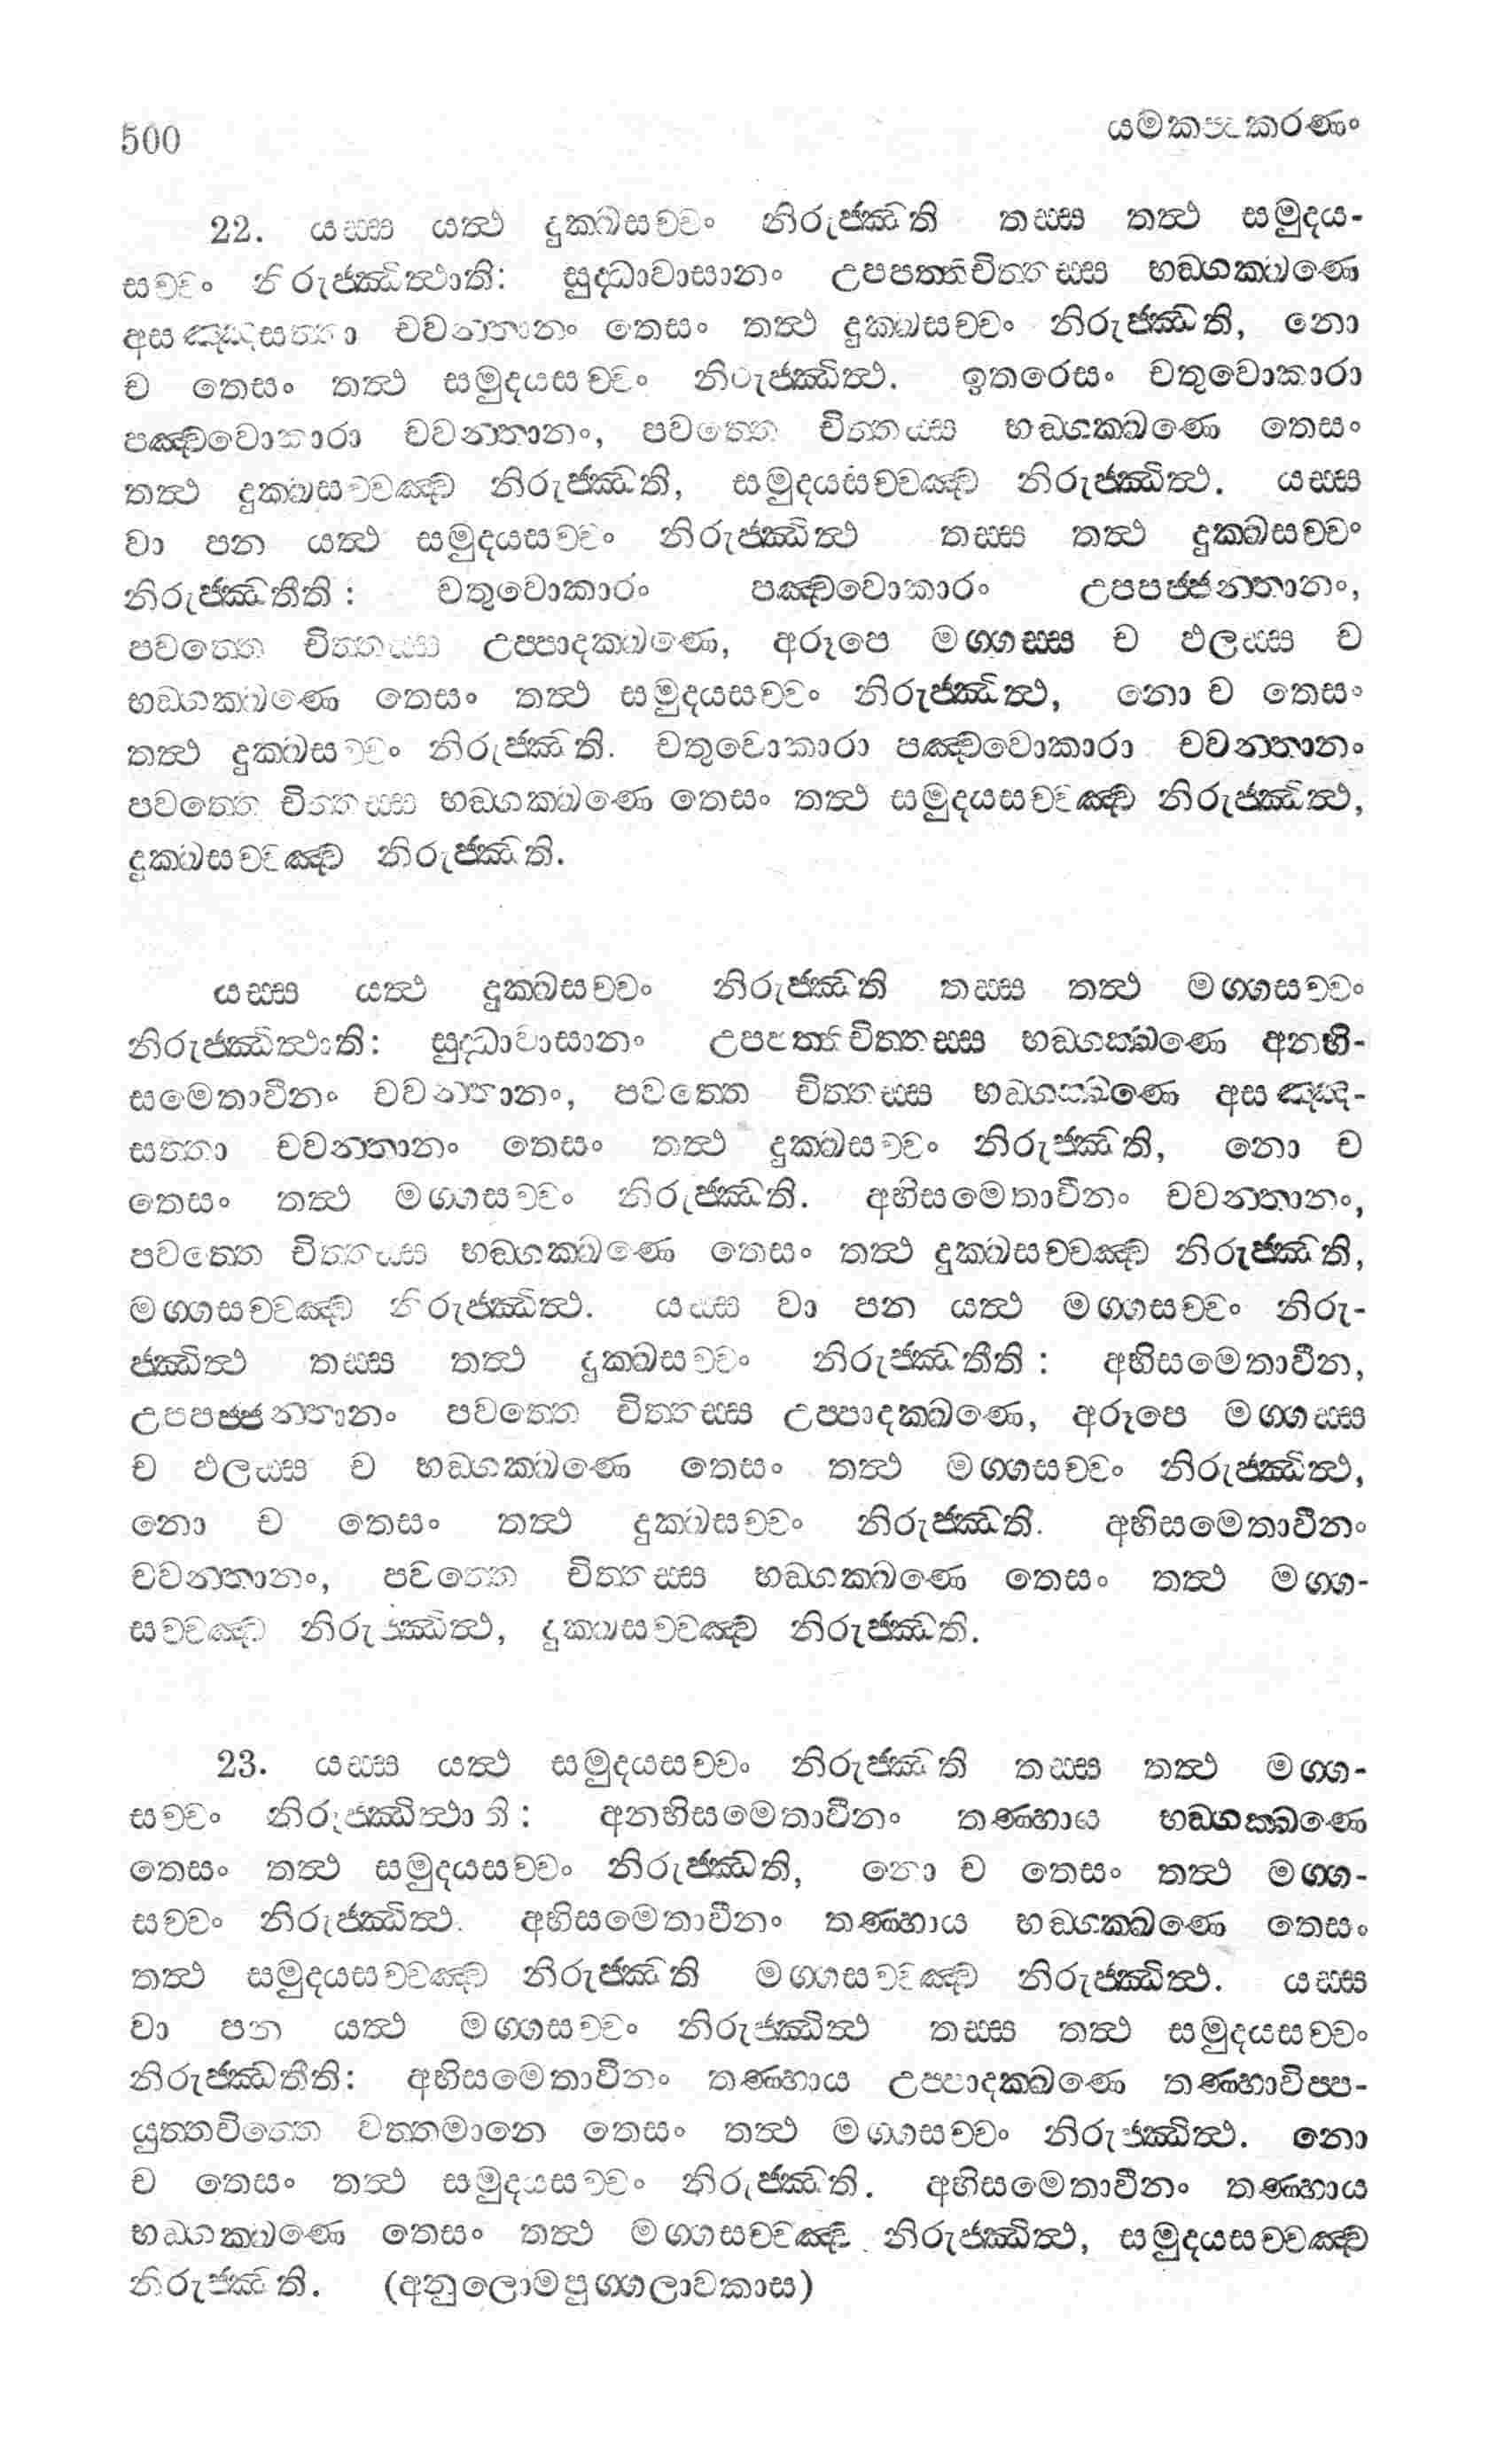 500
යමකපකරණං
22. යස්ස යත්ථ දුක්ඛසච්චං නිරුජ්ඣති තස්ස තත්ථ සමුදය-
සච්චං නිරුජ්ඣිත්ථාති: සුද්ධාවාසානං උපපත්තිචිත්තස්ස භඞ්ගක්ඛණෙ
අසඤ්ඤසත්තා චවන්තානං තෙසං තත්ථ දුක්ඛසච්චං නිරුජ්ඣති, නො
ච තෙසං තත්ථ සමුදයසච්චං නිරුජ්ඣිත්ථ. ඉතරෙසං චතුවොකාරා
පඤ්චවොකාරා චවන්තානං, පවත්තෙ චිත්තස්ස භඞ්ගක්ඛණෙ තෙසං
තත්ථ දුක්ඛසච්චඤ්ච නිරුජ්ඣති, සමුදයසච්චඤ්ච නිරුජ්ඣිත්ථ. යස්ස
වා පන යත්ථ සමුදයසච්චං නිරුජ්ඣිත්ථ තස්ස තත්ථ දුක්ඛසච්චං
නිරුජ්ඣතීති: චතුවොකාරං පඤ්චවොකාරං උපපජ්ජන්තානං,
පවත්තෙ චිත්තස්ස උප්පාදක්ඛණෙ, අරූපෙ මග්ගස්ස ච ඵලස්ස ච
භඞ්ගක්ඛණෙ තෙසං තත්ථ සමුදයසච්චං නිරුජ්ඣිත්ථ, නො ච තෙසං
තත්ථ දුක්ඛසච්චං නිරුජ්ඣති. චතුවොකාරා පඤ්චවොකාරා චවන්තානං
පවත්තෙ චිත්තස්ස භඞ්ගක්ඛණෙ තෙසං තත්ථ සමුදයසච්චඤ්ච නිරුජ්ඣිත්ථ,
දුක්ඛසච්චඤ්ච නිරුජ්ඣති.
යස්ස යත්ථ දුක්ඛසච්චං නිරුජ්ඣති තස්ස තත්ථ මග්ගසච්චං
නිරුජ්ඣිත්ථාති: සුද්ධාවාසානං උපපත්තිචිත්තස්ස භඞ්ගක්ඛණෙ අනභි-
සමෙතාවීනං චවන්තානං, පවත්තෙ චිත්තස්ස භඞ්ගක්ඛණෙ අසඤ්ඤ-
සත්තා චවන්තානං තෙසං තත්ථ දුක්ඛසච්චං නිරුජ්ඣති, නො ච
තෙසං තත්ථ මග්ගසච්චං නිරුජ්ඣති. අභිසමෙතාවීනං චවන්තානං,
පවත්තෙ චිත්තස්ස භඞ්ගක්ඛණෙ තෙසං තත්ථ දුක්ඛසච්චඤ්ච නිරුජ්ඣති,
මග්ගසච්චඤ්ච නිරුජ්ඣිත්ථ. යස්ස වා පන යත්ථ මග්ගසච්චං නිරු-
ජ්ඣිත්ථ තස්ස තත්ථ දුක්ඛසච්චං නිරුජ්ඣතීති: අභිසමෙතාවීන,
උපපජ්ජන්තානං පවත්තෙ චිත්තස්ස උප්පාදක්ඛණෙ, අරූපෙ මග්ගස්ස
ච ඵලස්ස ච භඞ්ගක්ඛණෙ තෙසං තත්ථ මග්ගසච්චං නිරුජ්ඣිත්ථ,
නො ච තෙසං තත්ථ දුක්ඛසච්චං නිරුජ්ඣති. අභිසමෙතාවීනං
චවන්තානං, පවත්තෙ චිත්තස්ස භඞ්ගක්ඛණෙ තෙසං තත්ථ මග්ග-
සච්චඤ්ච නිරුජ්ඣිත්ථ, දුක්ඛසච්චඤ්ච නිරුජ්ඣති.
23. යස්ස යත්ථ සමුදයසච්චං නිරුජ්ඣති තස්ස තත්ථ මග්ග-
සච්චං නිරුජ්ඣිත්ථාති: අනභිසමෙතාවීනං තණ්හාය භඞ්ගක්ඛණෙ
තෙසං තත්ථ සමුදයසච්චං නිරුජ්ඣති, නො ච තෙසං තත්ථ මග්ග-
සච්චං නිරුජ්ඣිත්ථ. අභිසමෙතාවීනං තණ්හාය භඞ්ගක්ඛණෙ තෙසං
තත්ථ සමුදයසච්චඤ්ච නිරුජ්ඣති මග්ගසච්චඤ්ච නිරුජ්ඣිත්ථ. යස්ස
වා පන යත්ථ මග්ගසච්චං නිරුජ්ඣිත්ථ තස්ස තත්ථ සමුදයසච්චං
නිරුජ්ඣතීති: අභිසමෙතාවීනං තණ්හාය උප්පාදක්ඛණෙ තණ්හාවිප්ප-
යුත්තචිත්තෙ වත්තමානෙ තෙසං තත්ථ මග්ගසච්චං නිරුජ්ඣිත්ථ. නො
ච තෙසං තත්ථ සමුදයසච්චං නිරුජ්ඣති. අභිසමෙතාවීනං තණ්හාය
භඞ්ගක්ඛණෙ තෙසං තත්ථ මග්ගසච්චඤ්ච නිරුජ්ඣිත්ථ, සමුදයසච්චඤ්ච
නිරුජ්ඣති. (අනුලොමපුග්ගලාවකාස)